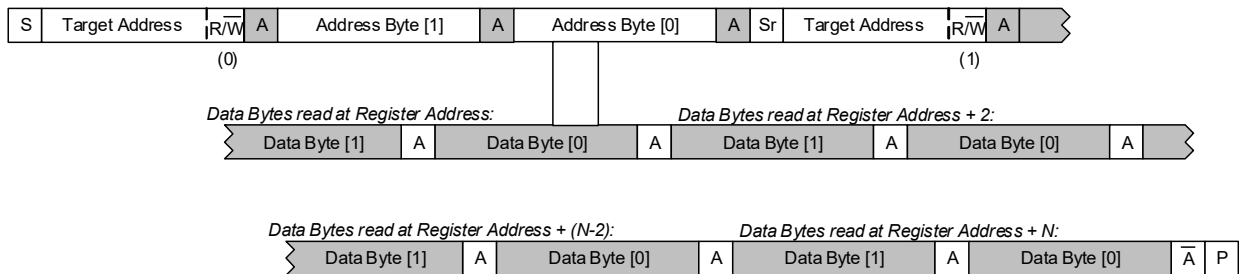 S Target Address R/W̅ A Address Byte [1] A Address Byte [0] A Sr Target Address R/W̅ A
(0) (1)
Data Bytes read at Register Address: Data Bytes read at Register Address + 2:
Data Byte [1] A Data Byte [0] A Data Byte [1] A Data Byte [0] A
Data Bytes read at Register Address + (N-2): Data Bytes read at Register Address + N:
Data Byte [1] A Data Byte [0] A Data Byte [1] A Data Byte [0] A̅ P